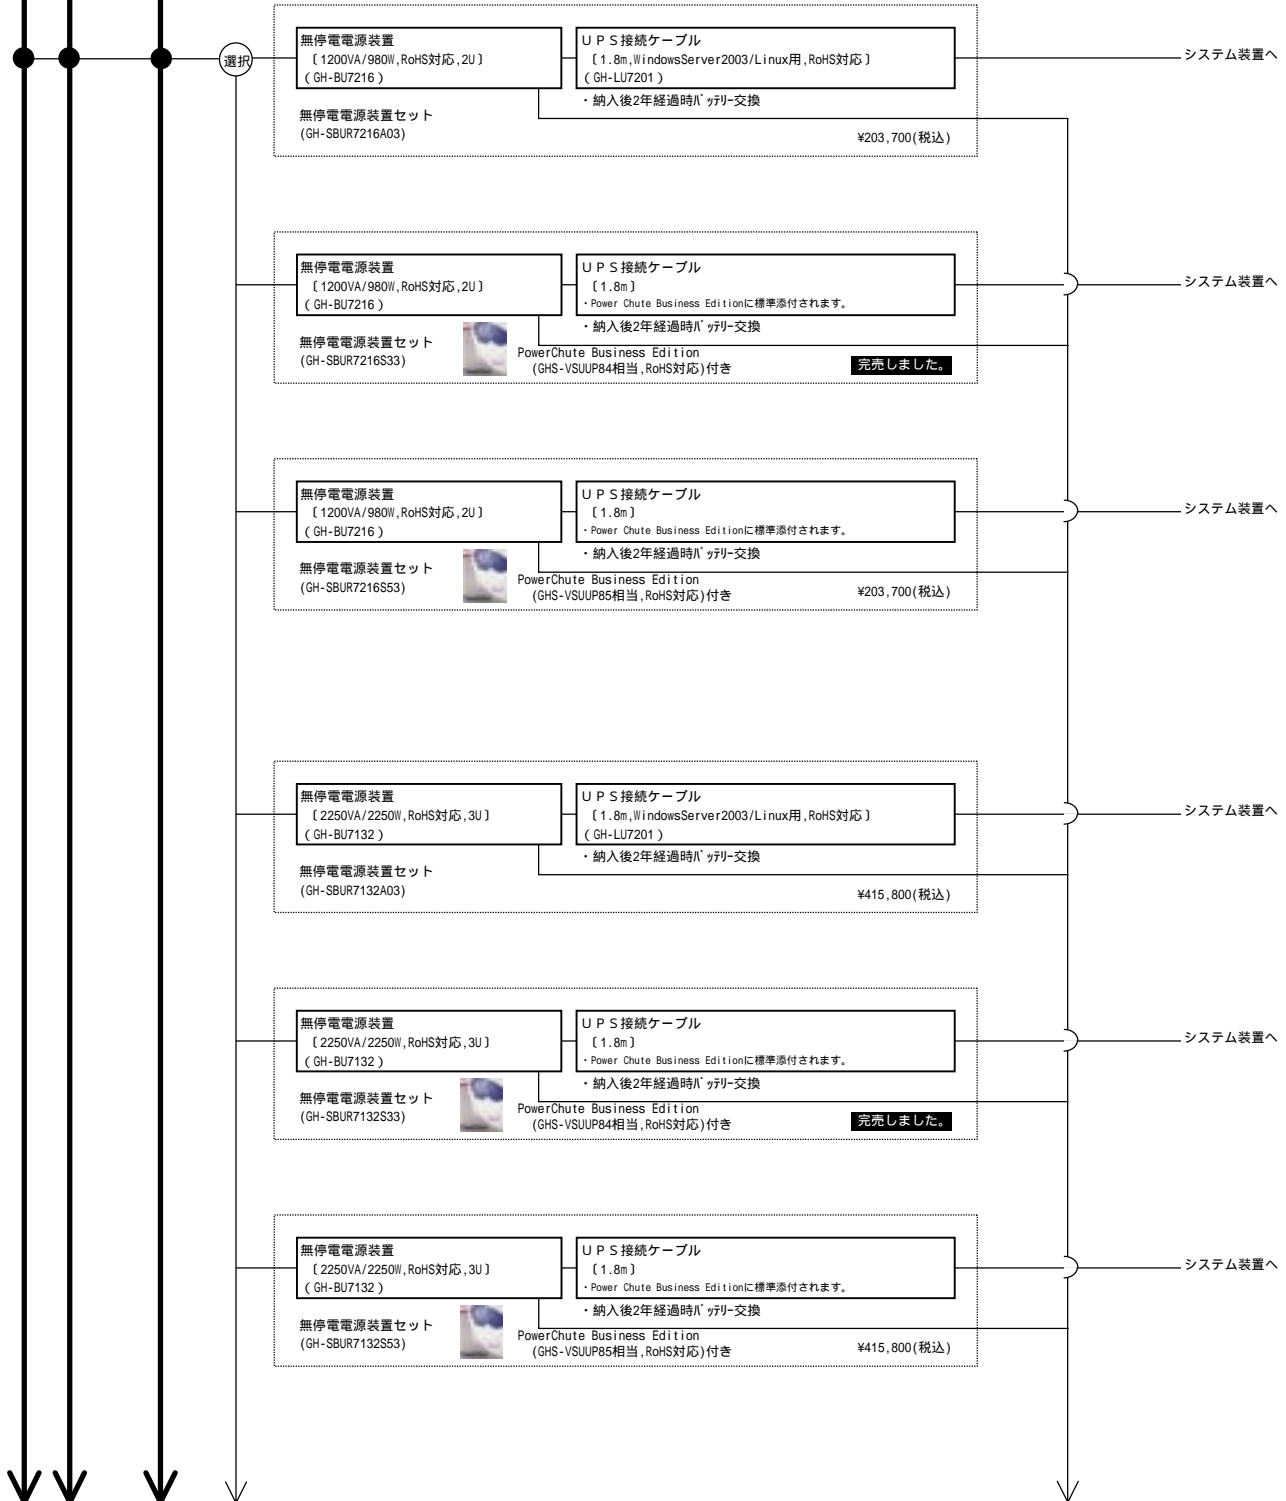 選択
無停電電源装置
〔1200VA/980W,RoHS対応,2U〕
(GH-BU7216)
UPS接続ケーブル
〔1.8m,WindowsServer2003/Linux用,RoHS対応〕
(GH-LU7201)
・納入後2年経過時ﾊﾞｯﾃﾘｰ交換
無停電電源装置セット
(GH-SBUR7216A03)
¥203,700(税込)
システム装置へ
無停電電源装置
〔1200VA/980W,RoHS対応,2U〕
(GH-BU7216)
UPS接続ケーブル
〔1.8m〕
・Power Chute Business Editionに標準添付されます。
・納入後2年経過時ﾊﾞｯﾃﾘｰ交換
無停電電源装置セット
(GH-SBUR7216S33)
PowerChute Business Edition
(GHS-VSUUP84相当,RoHS対応)付き
完売しました。
システム装置へ
無停電電源装置
〔1200VA/980W,RoHS対応,2U〕
(GH-BU7216)
UPS接続ケーブル
〔1.8m〕
・Power Chute Business Editionに標準添付されます。
・納入後2年経過時ﾊﾞｯﾃﾘｰ交換
無停電電源装置セット
(GH-SBUR7216S53)
PowerChute Business Edition
(GHS-VSUUP85相当,RoHS対応)付き
¥203,700(税込)
システム装置へ
無停電電源装置
〔2250VA/2250W,RoHS対応,3U〕
(GH-BU7132)
UPS接続ケーブル
〔1.8m,WindowsServer2003/Linux用,RoHS対応〕
(GH-LU7201)
・納入後2年経過時ﾊﾞｯﾃﾘｰ交換
無停電電源装置セット
(GH-SBUR7132A03)
¥415,800(税込)
システム装置へ
無停電電源装置
〔2250VA/2250W,RoHS対応,3U〕
(GH-BU7132)
UPS接続ケーブル
〔1.8m〕
・Power Chute Business Editionに標準添付されます。
・納入後2年経過時ﾊﾞｯﾃﾘｰ交換
無停電電源装置セット
(GH-SBUR7132S33)
PowerChute Business Edition
(GHS-VSUUP84相当,RoHS対応)付き
完売しました。
システム装置へ
無停電電源装置
〔2250VA/2250W,RoHS対応,3U〕
(GH-BU7132)
UPS接続ケーブル
〔1.8m〕
・Power Chute Business Editionに標準添付されます。
・納入後2年経過時ﾊﾞｯﾃﾘｰ交換
無停電電源装置セット
(GH-SBUR7132S53)
PowerChute Business Edition
(GHS-VSUUP85相当,RoHS対応)付き
¥415,800(税込)
システム装置へ